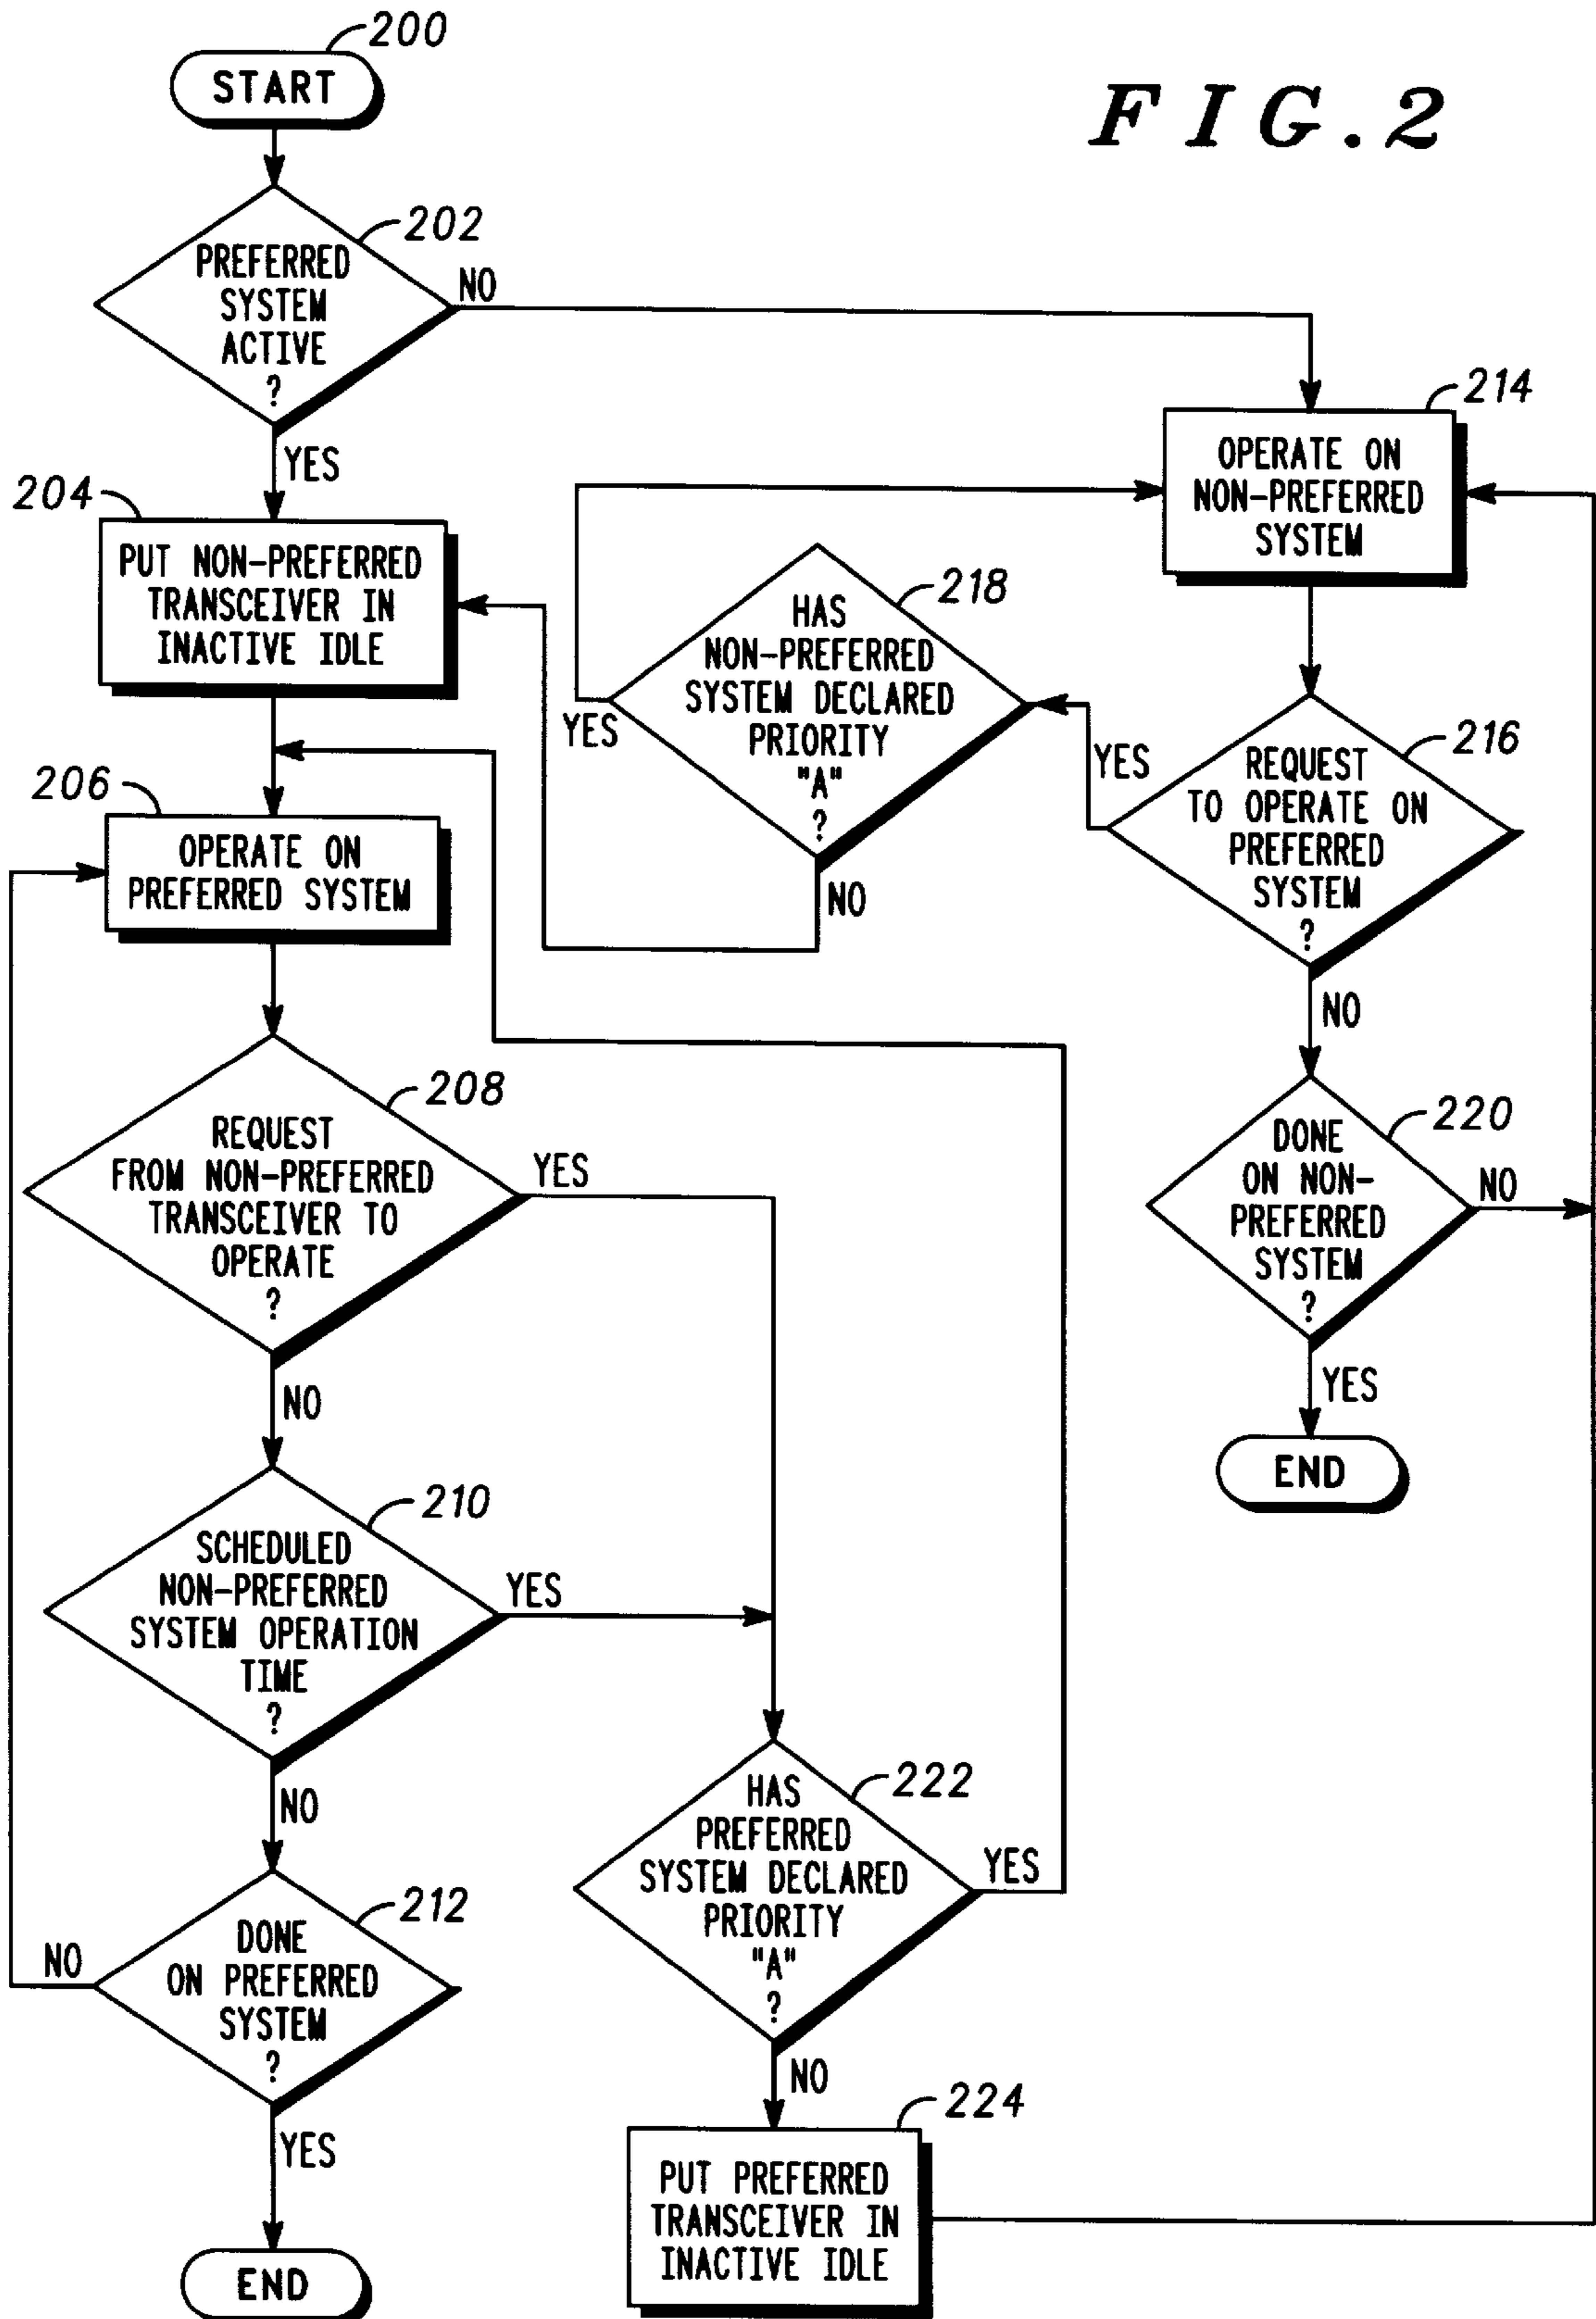 200
START
FIG.2
202
PREFERRED
SYSTEM
ACTIVE
?
NO
YES
204
PUT NON-PREFERRED
TRANSCEIVER IN
INACTIVE IDLE
206
OPERATE ON
PREFERRED SYSTEM
208
REQUEST
FROM NON-PREFERRED
TRANSCEIVER TO
OPERATE
?
YES
NO
210
SCHEDULED
NON-PREFERRED
SYSTEM OPERATION
TIME
?
YES
NO
212
DONE
ON PREFERRED
SYSTEM
?
NO
YES
END
214
OPERATE ON
NON-PREFERRED
SYSTEM
216
REQUEST
TO OPERATE ON
PREFERRED
SYSTEM
?
YES
NO
218
HAS
NON-PREFERRED
SYSTEM DECLARED
PRIORITY
"A"
?
YES
NO
220
DONE
ON NON-
PREFERRED
SYSTEM
?
NO
YES
END
222
HAS
PREFERRED
SYSTEM DECLARED
PRIORITY
"A"
?
YES
NO
224
PUT PREFERRED
TRANSCEIVER IN
INACTIVE IDLE